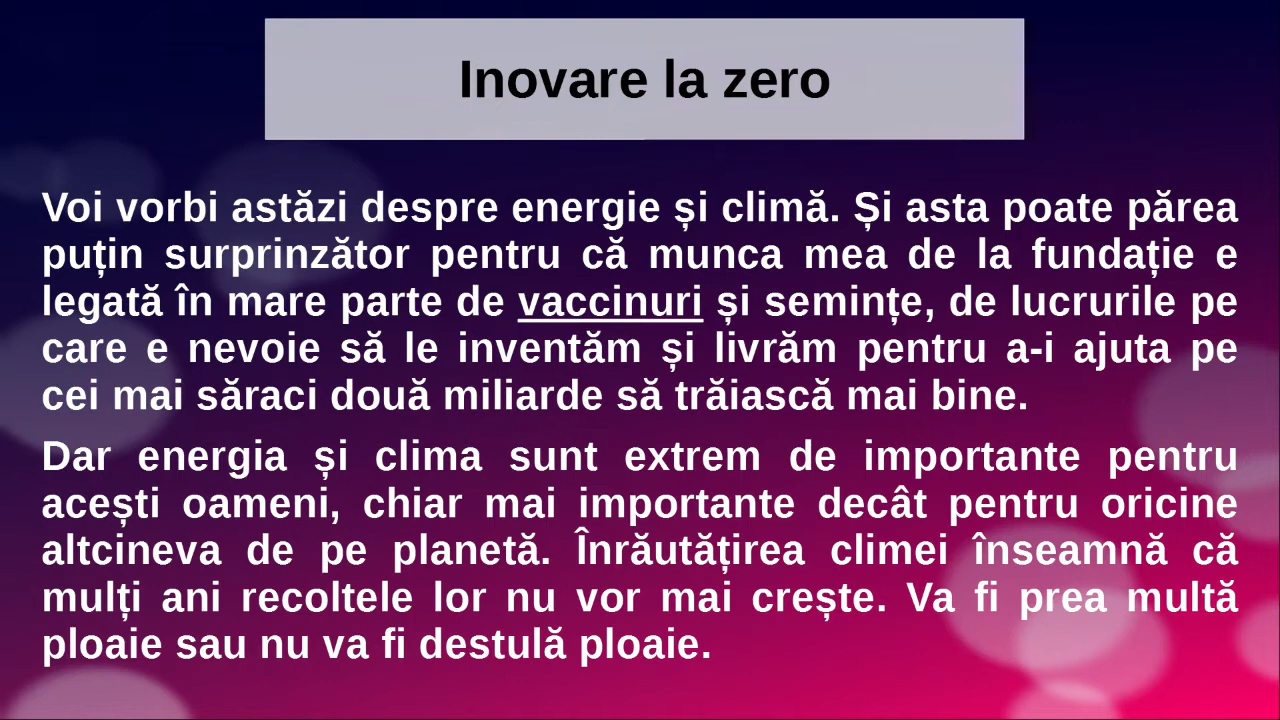 Inovare la zero
Voi vorbi astăzi despre energie și climă. Și asta poate părea
puțin surprinzător pentru că munca mea de la fundație e
legată în mare parte de vaccinuri și semințe, de lucrurile pe
care e nevoie să le inventăm și livrăm pentru a-i ajuta pe
cei mai săraci două miliarde să trăiască mai bine.
Dar energia și clima sunt extrem de importante pentru
acești oameni, chiar mai importante decât pentru oricine
altcineva de pe planetă. Înrăutățirea climei înseamnă că
mulți ani recoltele lor nu vor mai crește. Va fi prea multă
ploaie sau nu va fi destulă ploaie.